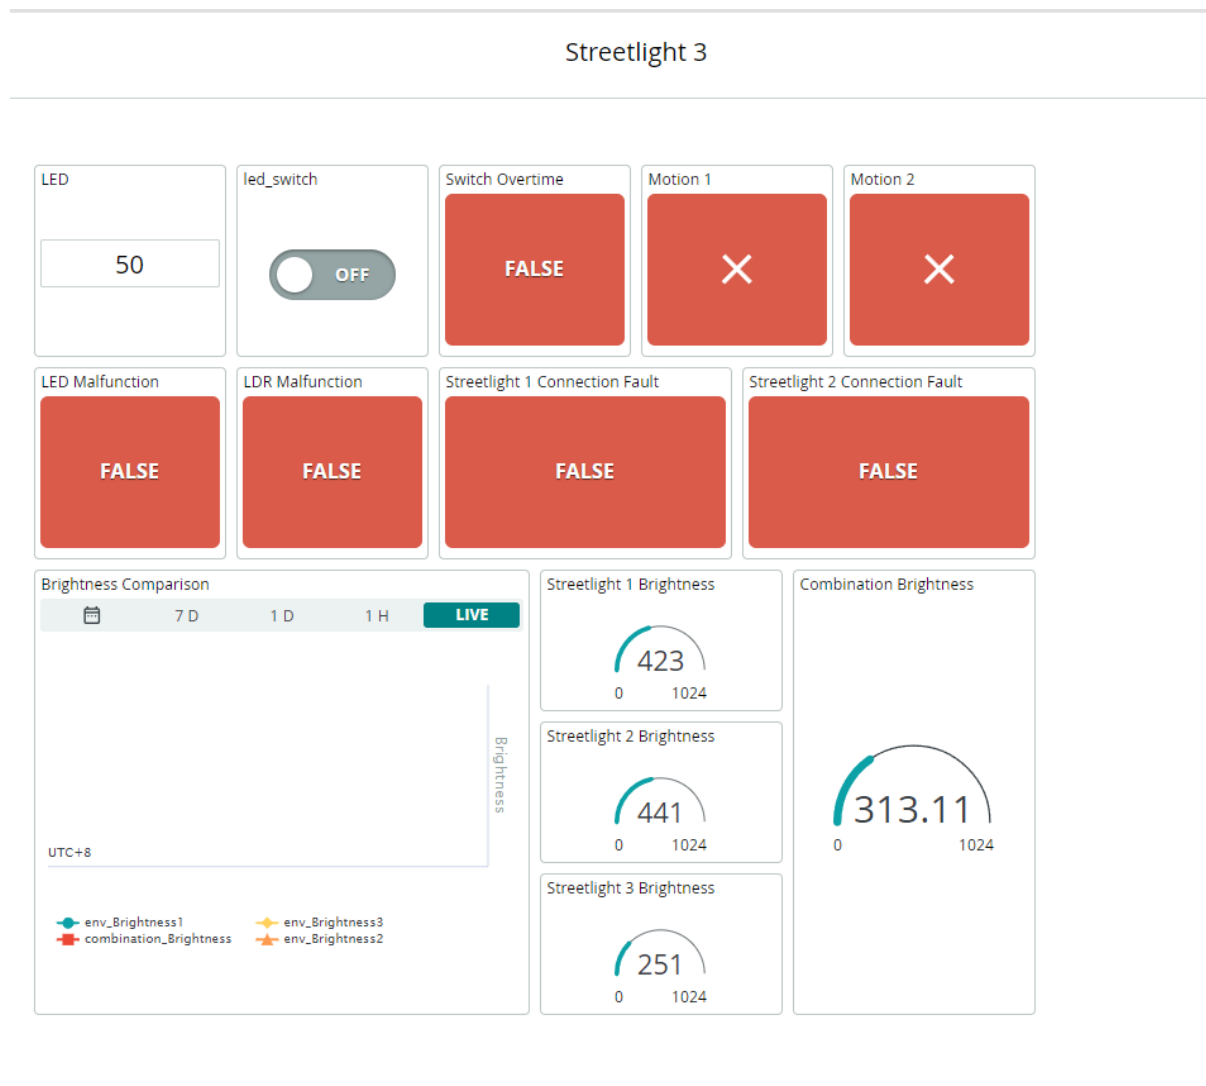 Streetlight 3
LED
led_switch
Switch Overtime
Motion 1
Motion 2
50
OFF
FALSE
LED Malfunction
LDR Malfunction
Streetlight 1 Connection Fault
Streetlight 2 Connection Fault
FALSE
FALSE
FALSE
FALSE
Brightness Comparison
7 D
1 D
1 H
LIVE
Brightness
UTC+8
env_Brightness1
env_Brightness3
combination_Brightness
env_Brightness2
Streetlight 1 Brightness
423
0
1024
Streetlight 2 Brightness
441
0
1024
Streetlight 3 Brightness
251
0
1024
Combination Brightness
313.11
0
1024